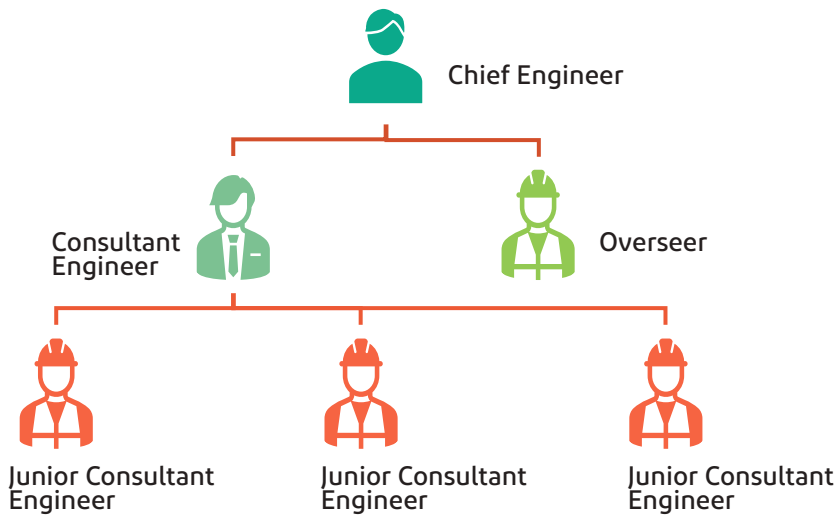 Chief Engineer
Consultant
Engineer
Overseer
Junior Consultant
Engineer
Junior Consultant
Engineer
Junior Consultant
Engineer